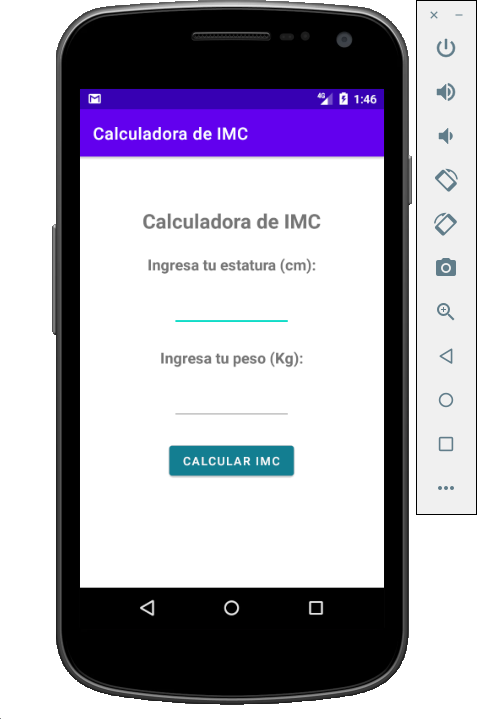 4G 1:46
Calculadora de IMC
Calculadora de IMC
Ingresa tu estatura (cm):
Ingresa tu peso (Kg):
CALCULAR IMC